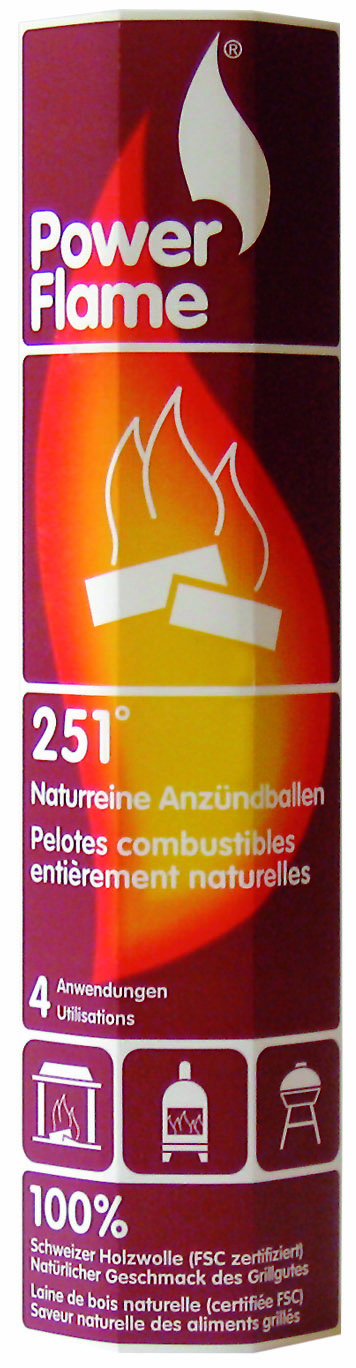 ®
Power
Flame
251°
Naturreine Anzündballen
Pelotes combustibles
entièrement naturelles
4 Anwendungen
Utilisations
100%
Schweizer Holzwolle (FSC zertifiziert)
Natürlicher Geschmack des Grillgutes
Laine de bois naturelle (certifiée FSC)
Saveur naturelle des aliments grillés